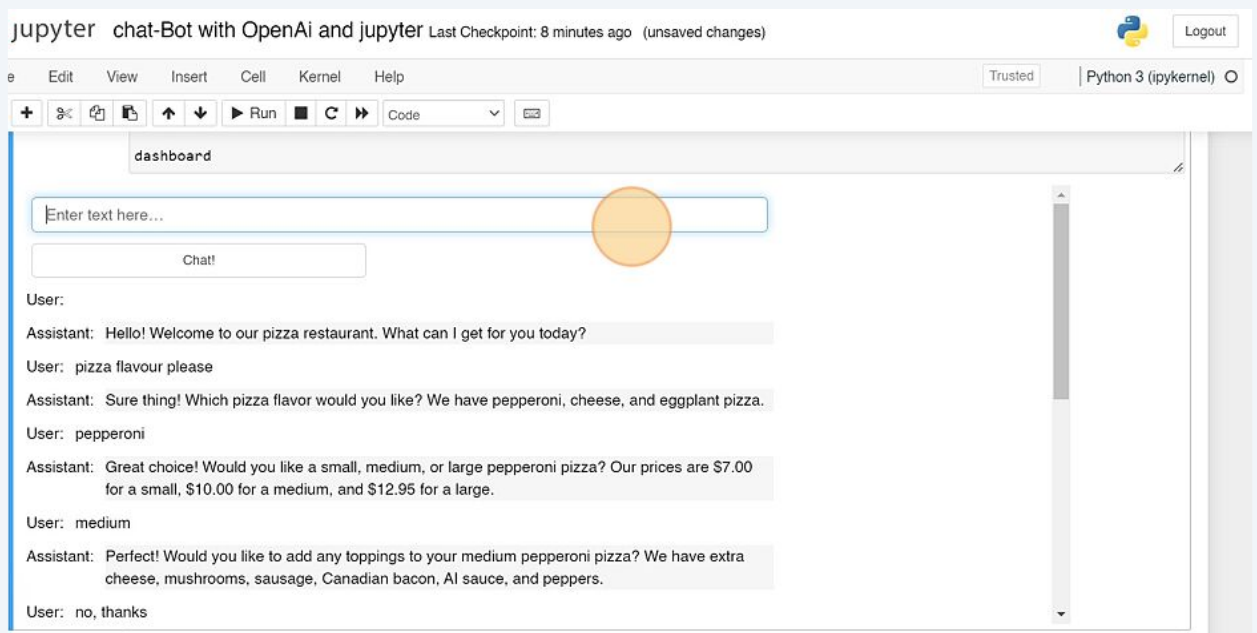 jupyter chat-Bot with OpenAi and jupyter Last Checkpoint: 8 minutes ago (unsaved changes) Logout
e Edit View Insert Cell Kernel Help Trusted Python 3 (ipykernel)
Run Code
dashboard
Enter text here...
Chat!
User:
Assistant: Hello! Welcome to our pizza restaurant. What can I get for you today?
User: pizza flavour please
Assistant: Sure thing! Which pizza flavor would you like? We have pepperoni, cheese, and eggplant pizza.
User: pepperoni
Assistant: Great choice! Would you like a small, medium, or large pepperoni pizza? Our prices are $7.00
for a small, $10.00 for a medium, and $12.95 for a large.
User: medium
Assistant: Perfect! Would you like to add any toppings to your medium pepperoni pizza? We have extra
cheese, mushrooms, sausage, Canadian bacon, AI sauce, and peppers.
User: no, thanks